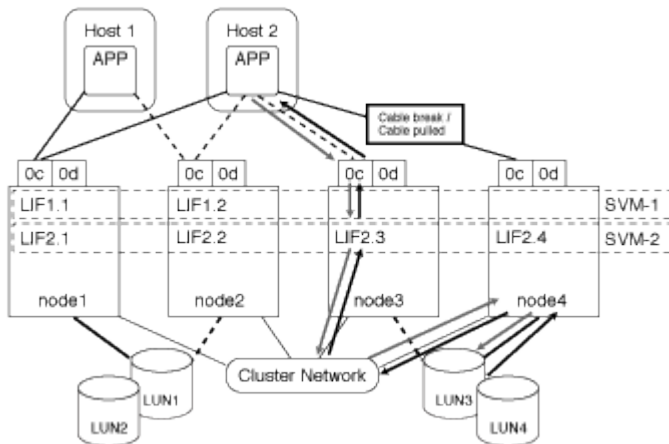 Host 1
Host 2
APP
APP
Cable break /
Cable pulled
0c
0d
0c
0d
0c
0d
0c
0d
LIF1.1
LIF1.2
SVM-1
LIF2.1
LIF2.2
LIF2.3
LIF2.4
SVM-2
node1
node2
node3
node4
Cluster Network
LUN1
LUN3
LUN2
LUN4